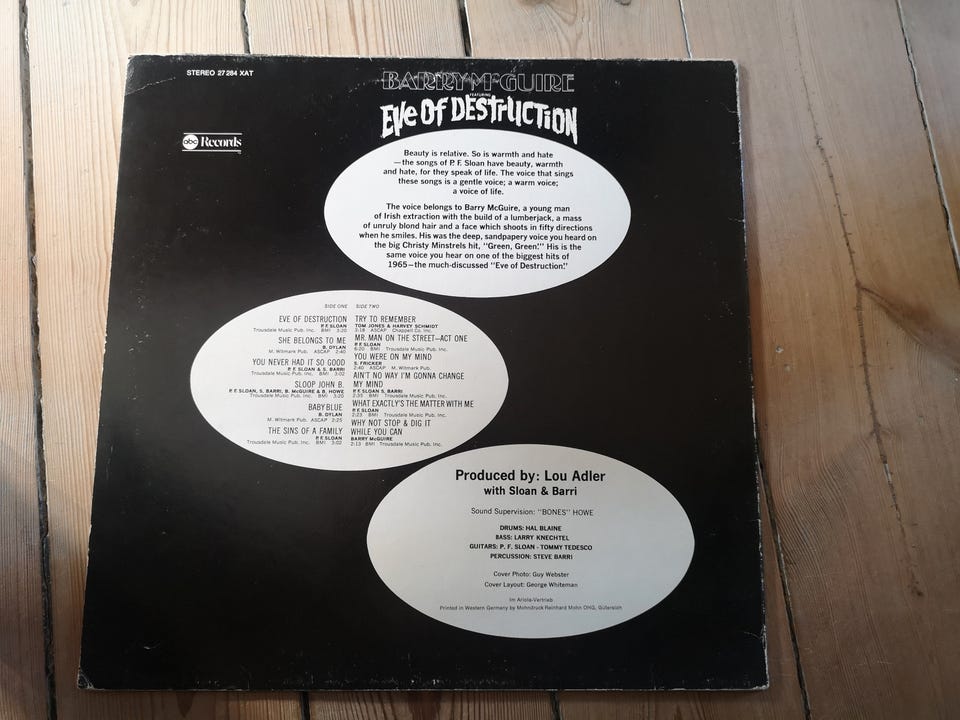 STEREO 27 284 XAT
BARRY McGUIRE
FEATURING
EVE OF DESTRUCTION
abc Records
Beauty is relative. So is warmth and hate
—the songs of P. F. Sloan have beauty, warmth
and hate, for they speak of life. The voice that sings
these songs is a gentle voice; a warm voice;
a voice of life.
The voice belongs to Barry McGuire, a young man
of Irish extraction with the build of a lumberjack, a mass
of unruly blond hair and a face which shoots in fifty directions
when he smiles. His was the deep, sandpapery voice you heard on
the big Christy Minstrels hit, "Green, Green." His is the
same voice you hear on one of the biggest hits of
1965—the much-discussed "Eve of Destruction."
SIDE ONE
EVE OF DESTRUCTION
P. F. SLOAN
Trousdale Music Pub. Inc. BMI 3:20
SHE BELONGS TO ME
B. DYLAN
M. Witmark Pub. ASCAP 2:40
YOU NEVER HAD IT SO GOOD
P. F. SLOAN & S. BARRI
Trousdale Music Pub. Inc. BMI 3:02
SLOOP JOHN B.
P. F. SLOAN, S. BARRI, B. McGUIRE & B. HOWE
Trousdale Music Pub. Inc. BMI 3:20
BABY BLUE
B. DYLAN
M. Witmark Pub. ASCAP 2:25
THE SINS OF A FAMILY
P. F. SLOAN
Trousdale Music Pub. Inc. BMI 3:02
SIDE TWO
TRY TO REMEMBER
TOM JONES & HARVEY SCHMIDT
3:18 ASCAP Chappell Co. Inc.
MR. MAN ON THE STREET—ACT ONE
P. F. SLOAN
6:20 BMI Trousdale Music Pub. Inc.
YOU WERE ON MY MIND
S. FRICKER
2:40 ASCAP M. Witmark Pub.
AIN'T NO WAY I'M GONNA CHANGE
MY MIND
P. F. SLOAN S. BARRI
2:35 BMI Trousdale Music Pub. Inc.
WHAT EXACTLY'S THE MATTER WITH ME
P. F. SLOAN
2:23 BMI Trousdale Music Pub. Inc.
WHY NOT STOP & DIG IT
WHILE YOU CAN
BARRY McGUIRE
2:13 BMI Trousdale Music Pub. Inc.
Produced by: Lou Adler
with Sloan & Barri
Sound Supervision: "BONES" HOWE
DRUMS: HAL BLAINE
BASS: LARRY KNECHTEL
GUITARS: P. F. SLOAN - TOMMY TEDESCO
PERCUSSION: STEVE BARRI
Cover Photo: Guy Webster
Cover Layout: George Whiteman
Im Ariola-Vertrieb
Printed in Western Germany by Mohndruck Reinhard Mohn OHG, Gütersloh